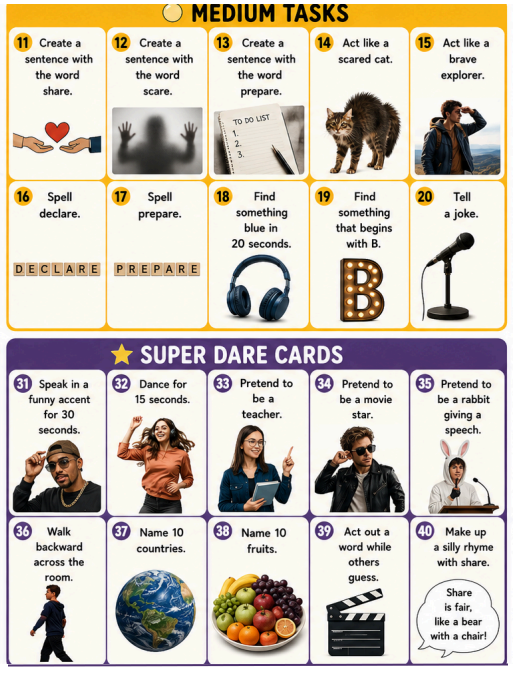 MEDIUM TASKS
11 Create a
sentence with
the word
share.
12 Create a
sentence with
the word
scare.
13 Create a
sentence with
the word
prepare.
TO DO LIST
1.
2.
3.
14 Act like a
scared cat.
15 Act like a
brave
explorer.
16 Spell
declare.
DECLARE
17 Spell
prepare.
PREPARE
18 Find
something
blue in
20 seconds.
19 Find
something
that begins
with B.
B
20 Tell
a joke.
SUPER DARE CARDS
31 Speak in a
funny accent
for 30
seconds.
32 Dance for
15 seconds.
33 Pretend to
be a
teacher.
34 Pretend to
be a movie
star.
35 Pretend to
be a rabbit
giving a
speech.
36 Walk
backward
across the
room.
37 Name 10
countries.
38 Name 10
fruits.
39 Act out a
word while
others
guess.
40 Make up
a silly rhyme
with share.
Share
is fair,
like a bear
with a chair!